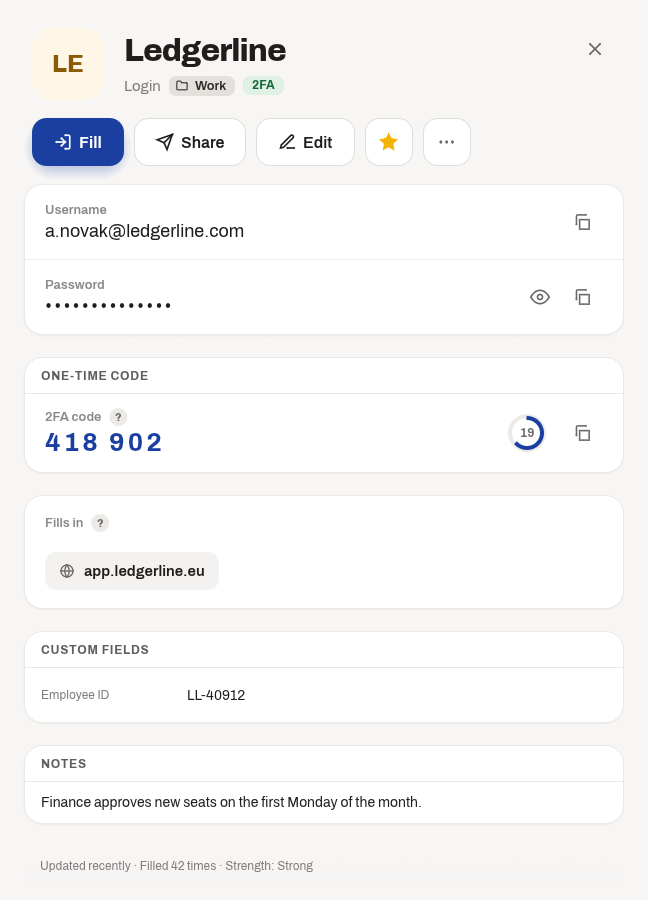 LE
Ledgerline
Login Work 2FA
Fill Share Edit
Username
a.novak@ledgerline.com
Password
••••••••••••••
ONE-TIME CODE
2FA code ?
418 902
19
Fills in ?
app.ledgerline.eu
CUSTOM FIELDS
Employee ID LL-40912
NOTES
Finance approves new seats on the first Monday of the month.
Updated recently · Filled 42 times · Strength: Strong